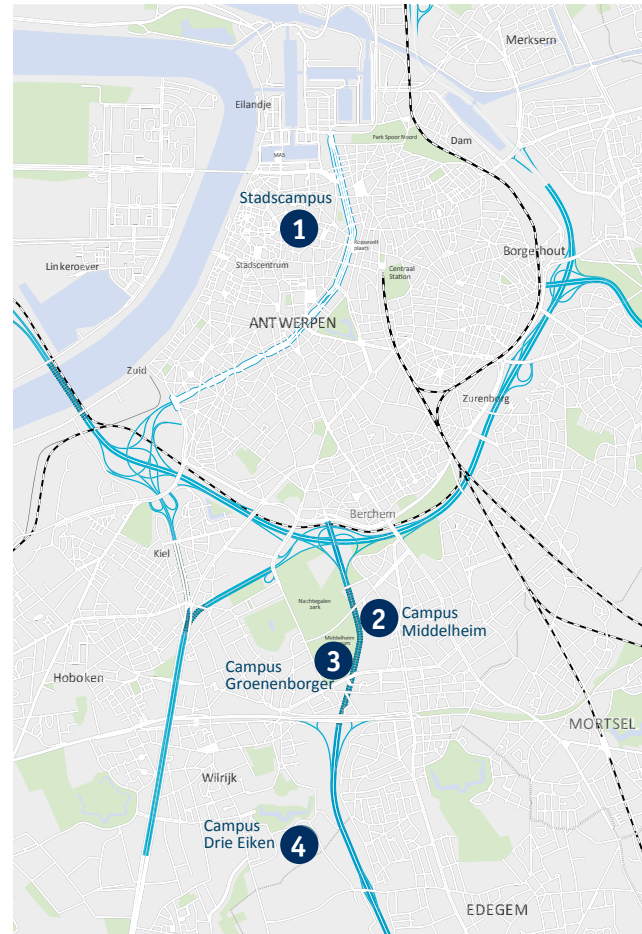 Merksem
Eilandje
Park Spoor Noord
Dam
MAS
Stadscampus
1
Roosevelt
plaats
Borgerhout
Linkeroever
Stadscentrum
Centraal
Station
ANTWERPEN
Zuid
Zurenborg
Berchem
Kiel
Nachtegalen
park
2
Campus
Middelheim
Middelheim
3
Campus
Groenenborger
Hoboken
MORTSEL
Wilrijk
Campus
Drie Eiken
4
EDEGEM